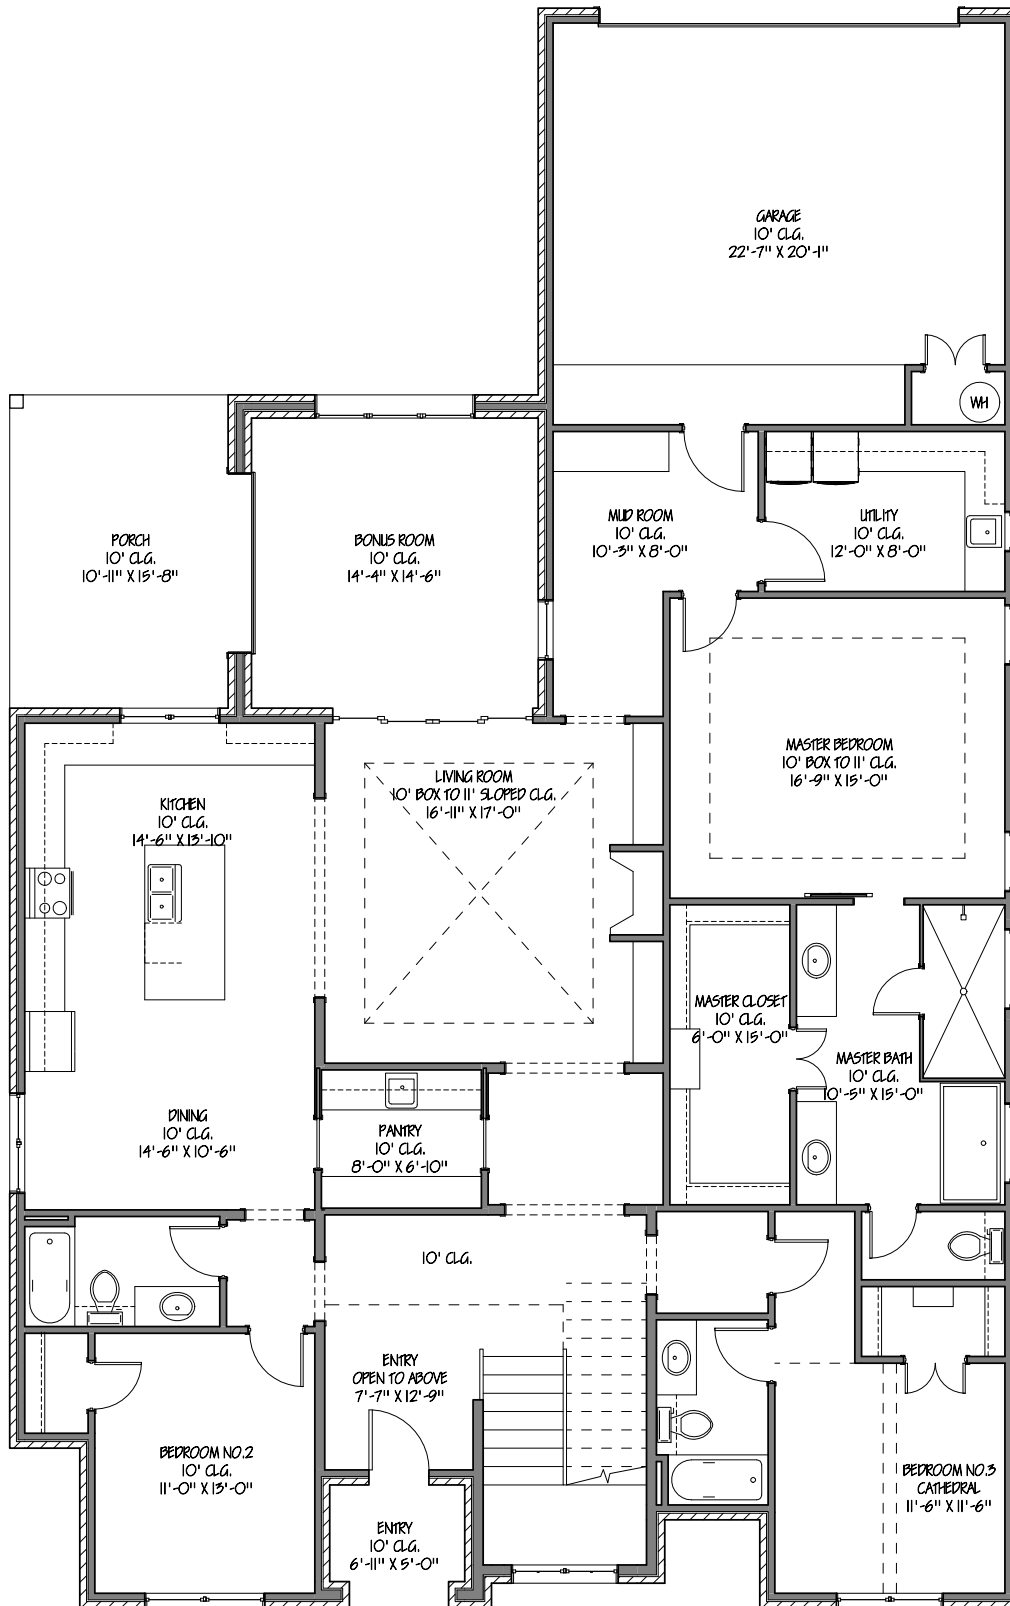 GARAGE
10' CLG.
22'-7" X 20'-1"
WH
PORCH
10' CLG.
10'-11" X 15'-8"
BONUS ROOM
10' CLG.
14'-4" X 14'-6"
MUD ROOM
10' CLG.
10'-3" X 8'-0"
UTILITY
10' CLG.
12'-0" X 8'-0"
KITCHEN
10' CLG.
14'-6" X 13'-10"
LIVING ROOM
10' BOX TO 11' SLOPED CLG.
16'-11" X 17'-0"
MASTER BEDROOM
10' BOX TO 11' CLG.
16'-9" X 15'-0"
MASTER CLOSET
10' CLG.
6'-0" X 15'-0"
MASTER BATH
10' CLG.
10'-5" X 15'-0"
DINING
10' CLG.
14'-6" X 10'-6"
PANTRY
10' CLG.
8'-0" X 6'-10"
10' CLG.
ENTRY
OPEN TO ABOVE
7'-7" X 12'-9"
BEDROOM NO.2
10' CLG.
11'-0" X 13'-0"
BEDROOM NO.3
CATHEDRAL
11'-6" X 11'-6"
ENTRY
10' CLG.
6'-11" X 5'-0"